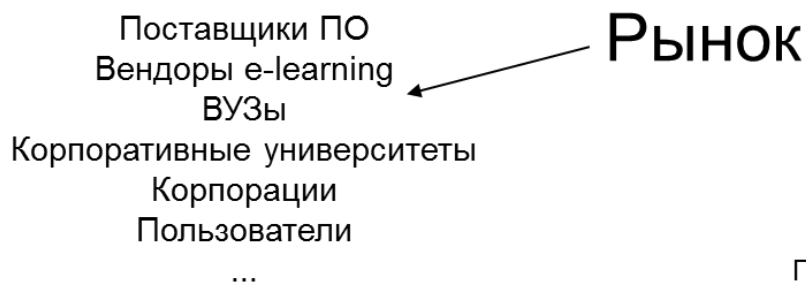 Рынок
Поставщики ПО
Вендоры e-learning
ВУЗы
Корпоративные университеты
Корпорации
Пользователи
...